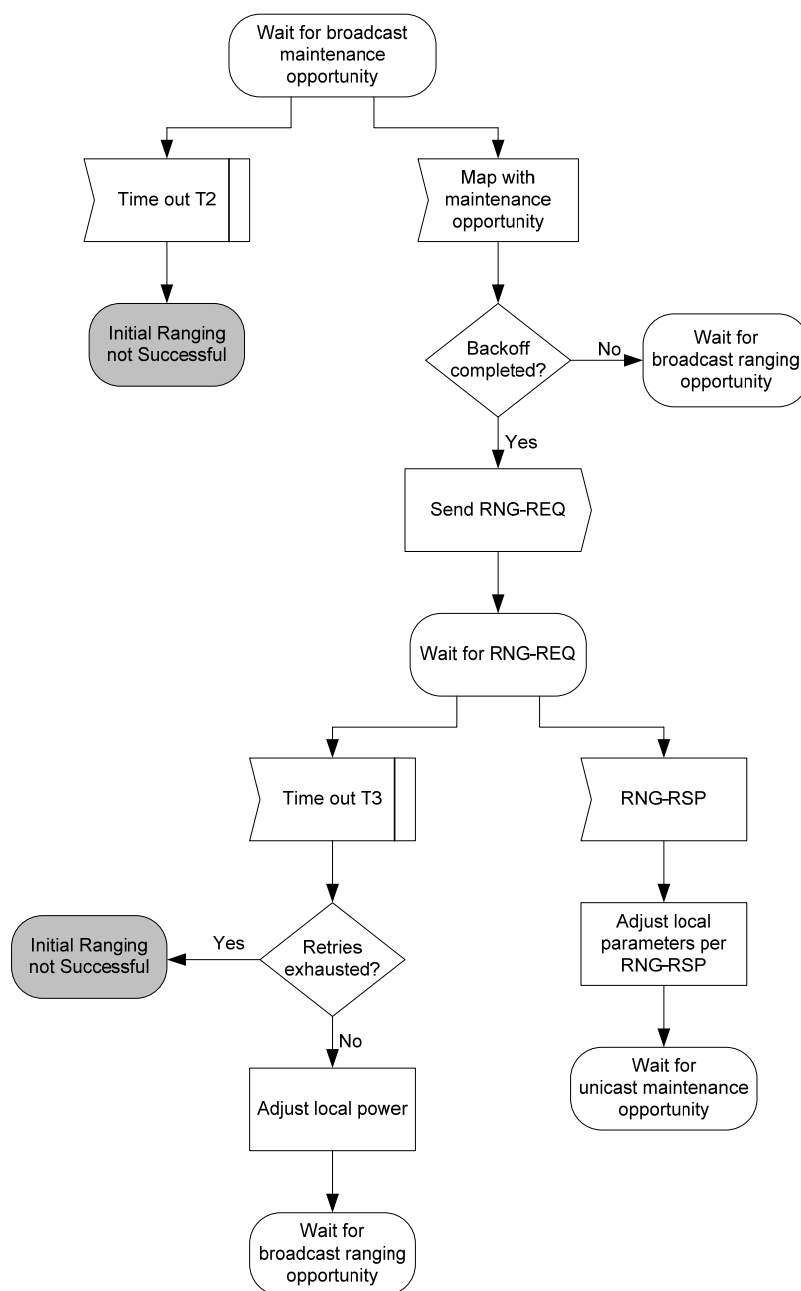 Wait for broadcast
maintenance
opportunity
Time out T2
Map with
maintenance
opportunity
Initial Ranging
not Successful
Backoff
completed?
No
Wait for
broadcast ranging
opportunity
Yes
Send RNG-REQ
Wait for RNG-REQ
Time out T3
RNG-RSP
Initial Ranging
not Successful
Yes
Retries
exhausted?
Adjust local
parameters per
RNG-RSP
No
Adjust local power
Wait for
unicast maintenance
opportunity
Wait for
broadcast ranging
opportunity